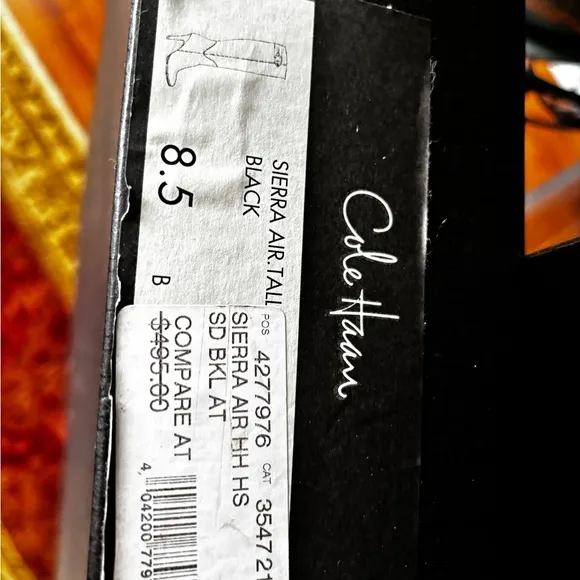 Cole Haan
SIERRA AIR.TALL
BLACK
8.5 B
POS 4277976 CAT 3547 21
SIERRA AIR HH HS
SD BKL AT
COMPARE AT
$495.00
4 04200 779